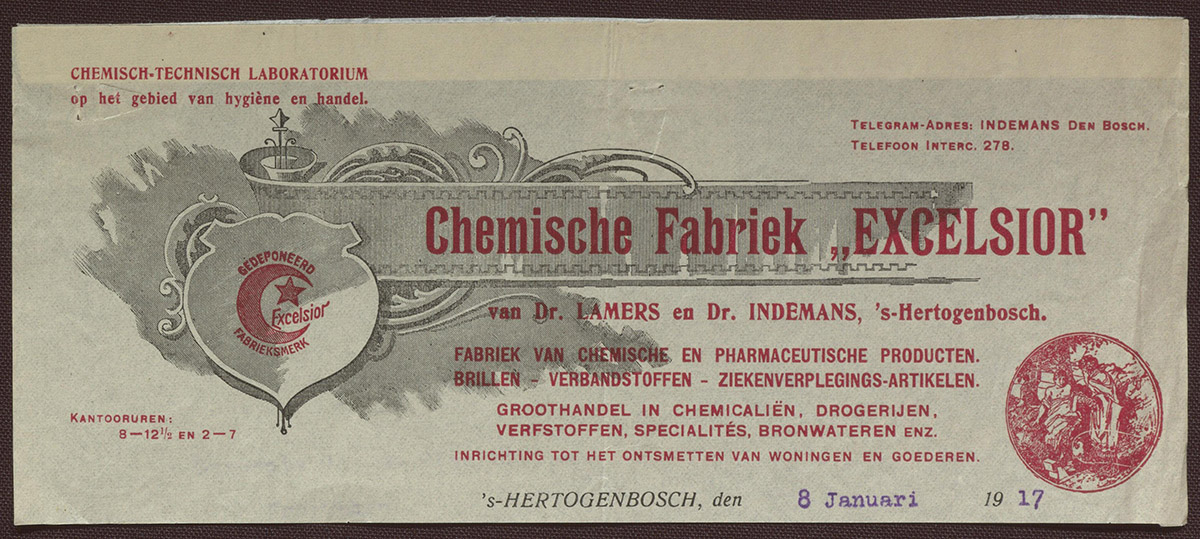 CHEMISCH-TECHNISCH LABORATORIUM
op het gebied van hygiène en handel.
TELEGRAM-ADRES: INDEMANS DEN BOSCH.
TELEFOON INTERC. 278.
Chemische Fabriek „EXCELSIOR”
GEDEPONEERD
Excelsior
FABRIEKSMERK
van Dr. LAMERS en Dr. INDEMANS, 's-Hertogenbosch.
FABRIEK VAN CHEMISCHE EN PHARMACEUTISCHE PRODUCTEN.
BRILLEN - VERBANDSTOFFEN - ZIEKENVERPLEGINGS-ARTIKELEN.
GROOTHANDEL IN CHEMICALIËN, DROGERIJEN,
VERFSTOFFEN, SPECIALITÉS, BRONWATEREN ENZ.
INRICHTING TOT HET ONTSMETTEN VAN WONINGEN EN GOEDEREN.
KANTOORUREN:
8—12½ EN 2—7
's-HERTOGENBOSCH, den 8 Januari 1917